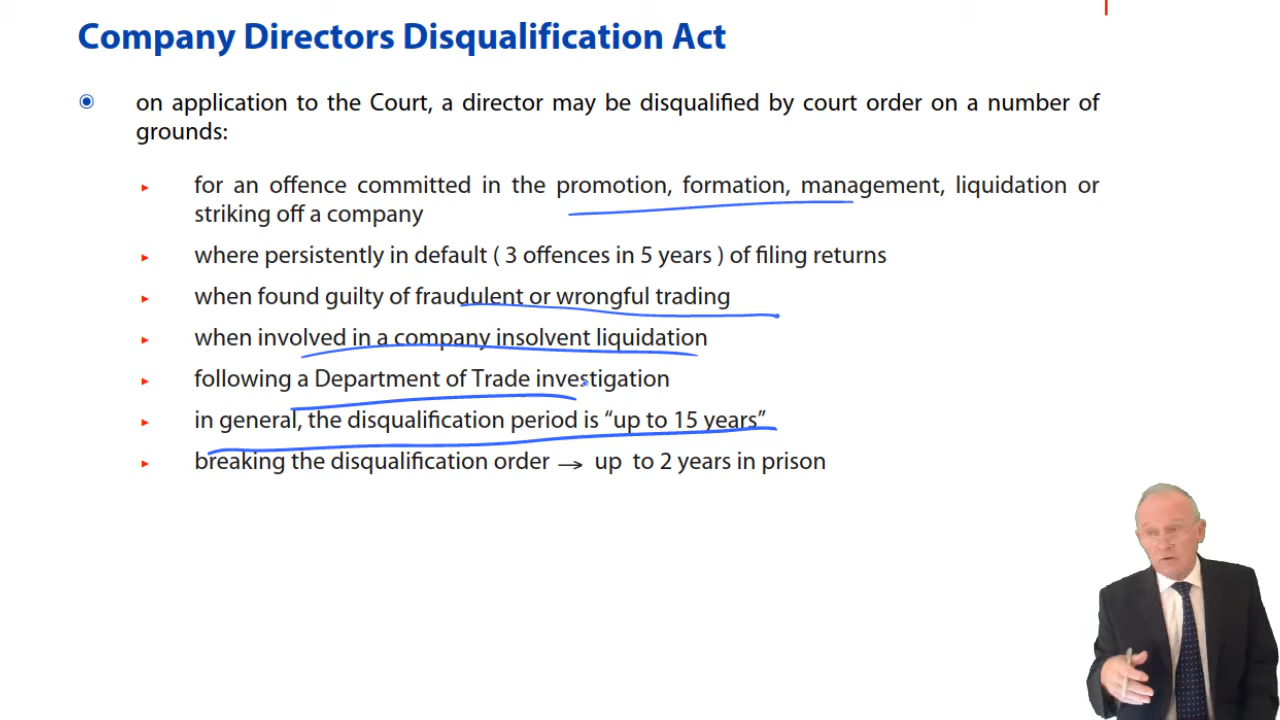 Company Directors Disqualification Act
on application to the Court, a director may be disqualified by court order on a number of
grounds:
for an offence committed in the promotion, formation, management, liquidation or
striking off a company
where persistently in default ( 3 offences in 5 years ) of filing returns
when found guilty of fraudulent or wrongful trading
when involved in a company insolvent liquidation
following a Department of Trade investigation
in general, the disqualification period is “up to 15 years”
breaking the disqualification order → up to 2 years in prison